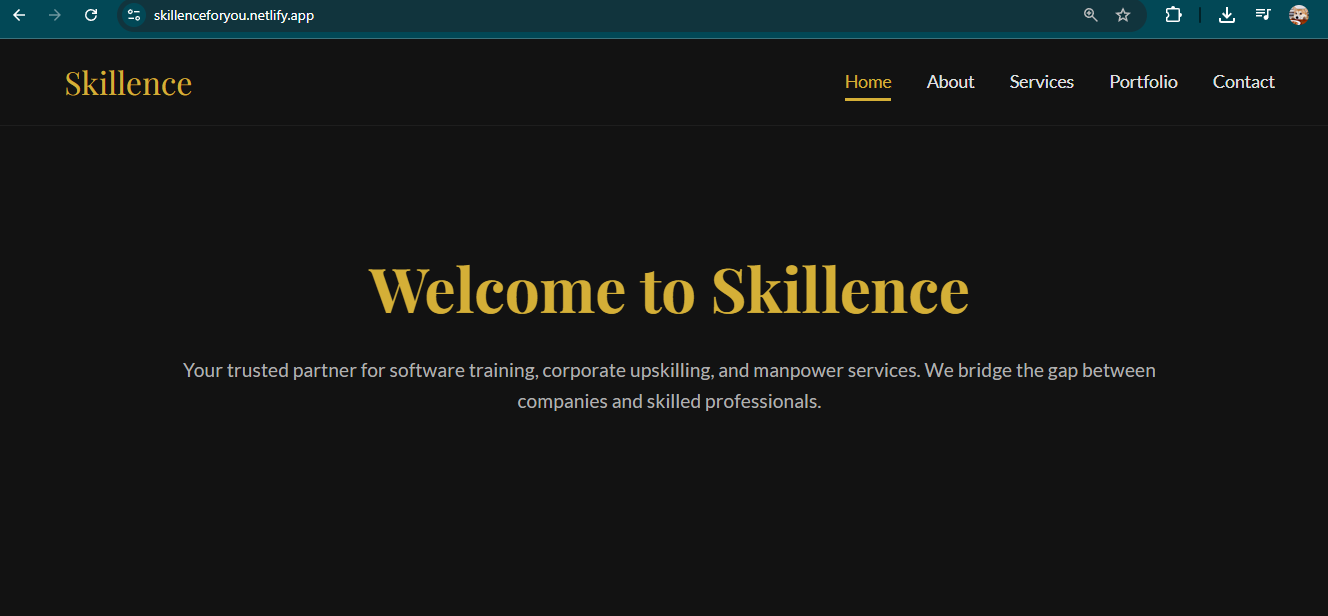 skillenceforyou.netlify.app
Skillence
Home About Services Portfolio Contact
Welcome to Skillence
Your trusted partner for software training, corporate upskilling, and manpower services. We bridge the gap between
companies and skilled professionals.